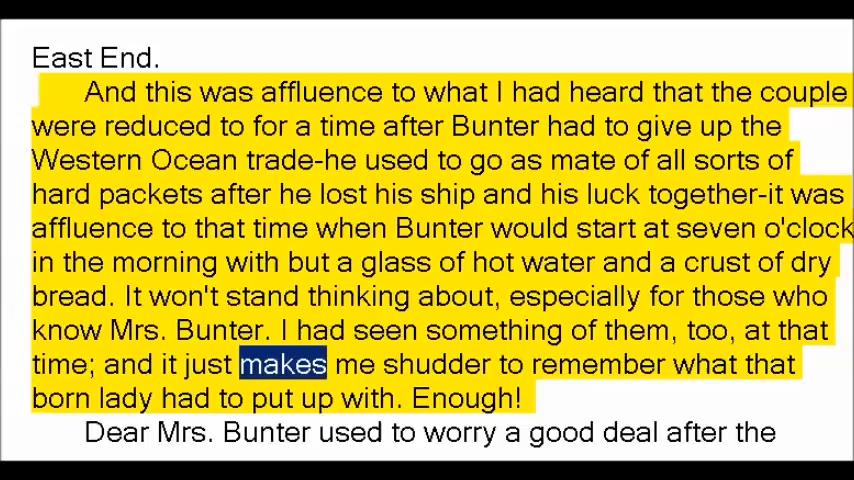 East End.
And this was affluence to what I had heard that the couple
were reduced to for a time after Bunter had to give up the
Western Ocean trade-he used to go as mate of all sorts of
hard packets after he lost his ship and his luck together-it was
affluence to that time when Bunter would start at seven o'clock
in the morning with but a glass of hot water and a crust of dry
bread. It won't stand thinking about, especially for those who
know Mrs. Bunter. I had seen something of them, too, at that
time; and it just makes me shudder to remember what that
born lady had to put up with. Enough!
Dear Mrs. Bunter used to worry a good deal after the